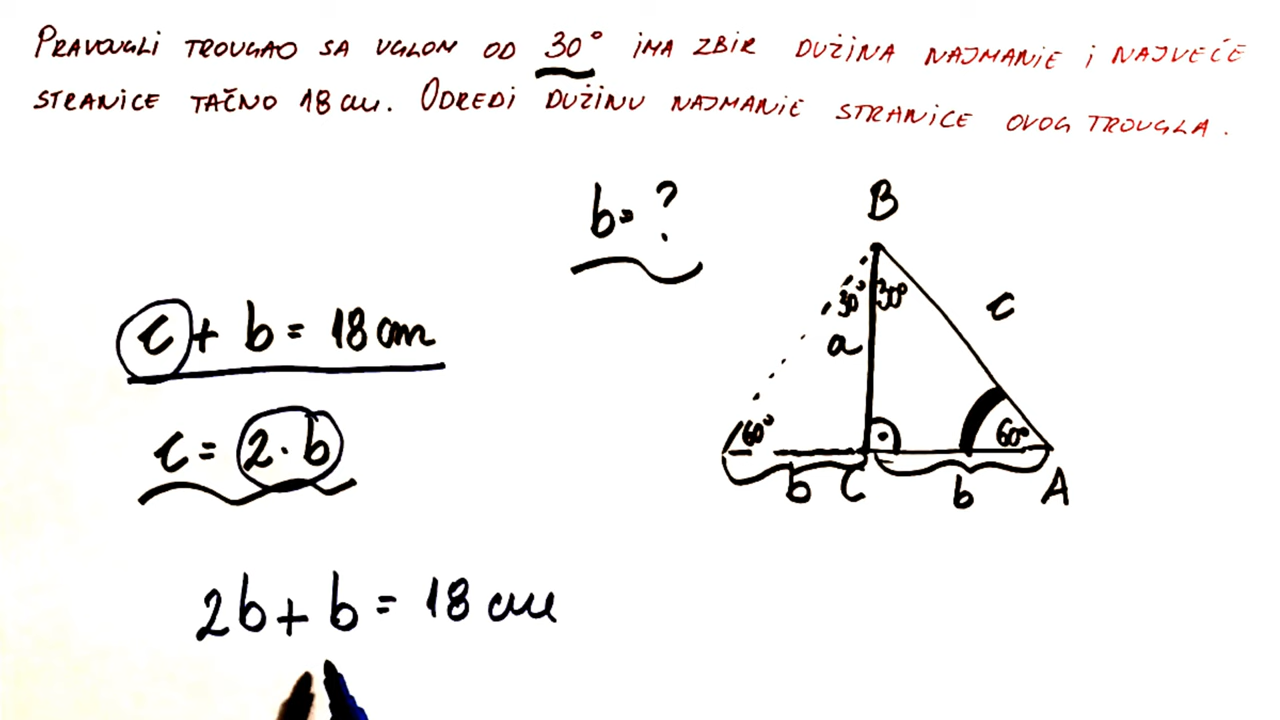 PRAVOUGLI TROUGAO SA UGLOM OD 30° IMA ZBIR DUŽINA NAJMANJE I NAJVEĆE
STRANICE TAČNO 18 cm. ODREDI DUŽINU NAJMANJE STRANICE OVOG TROUGLA.
b = ?
B
30° 30°
c
a
c + b = 18 cm
60° 60°
c = 2 · b
b C b A
2b + b = 18 cm